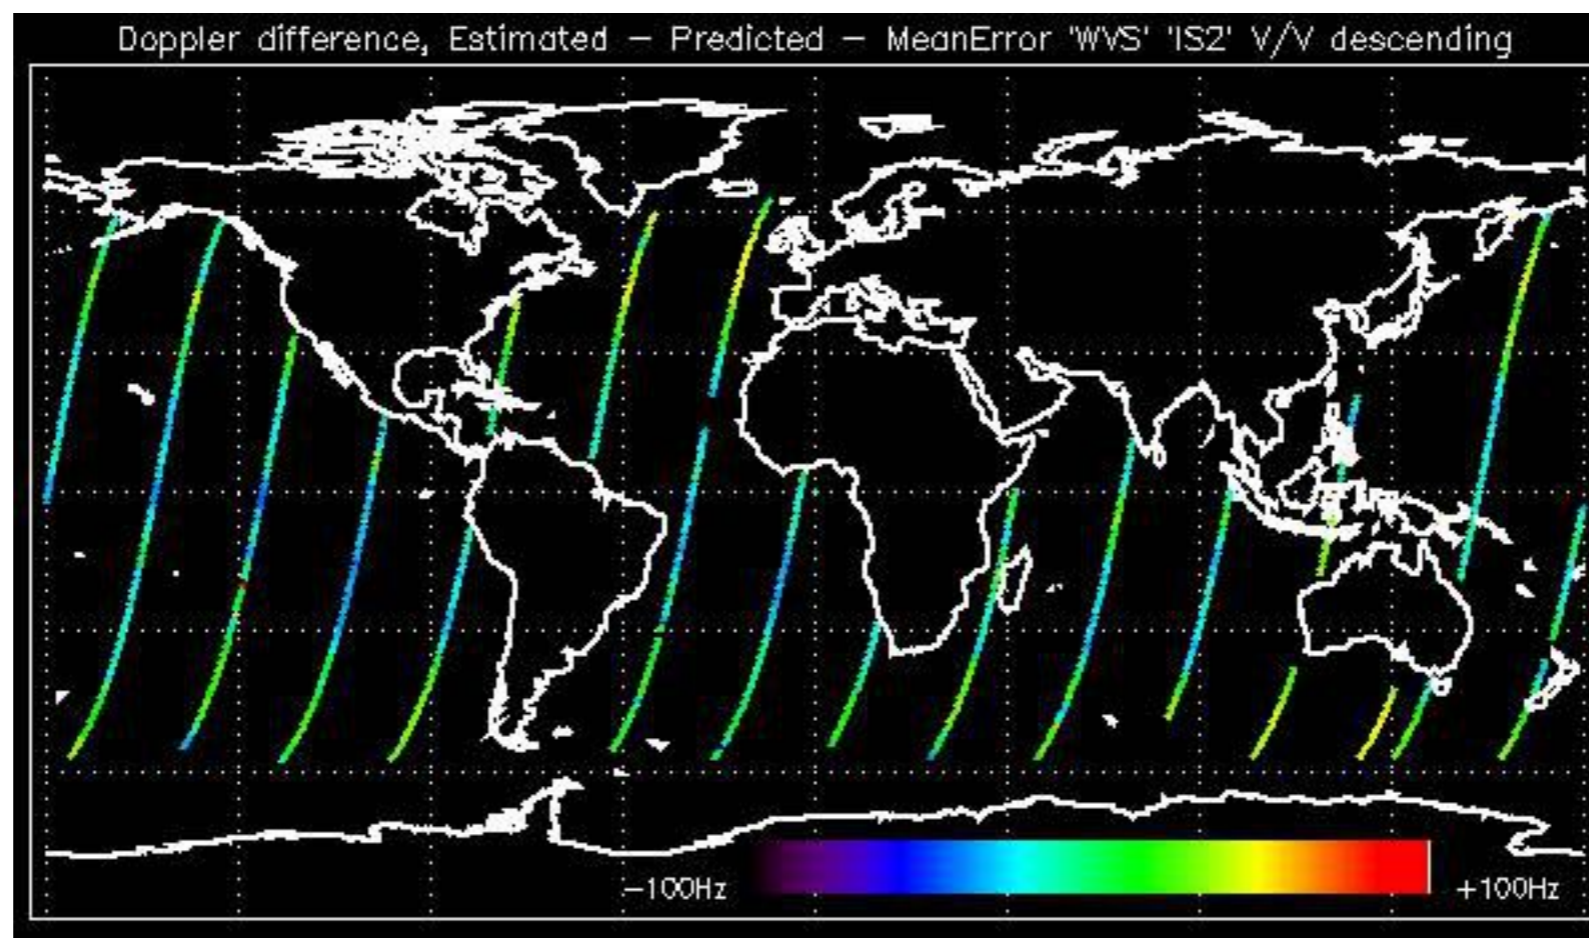 Doppler difference, Estimated – Predicted – MeanError 'WVS' 'IS2' V/V descending
–100Hz
+100Hz